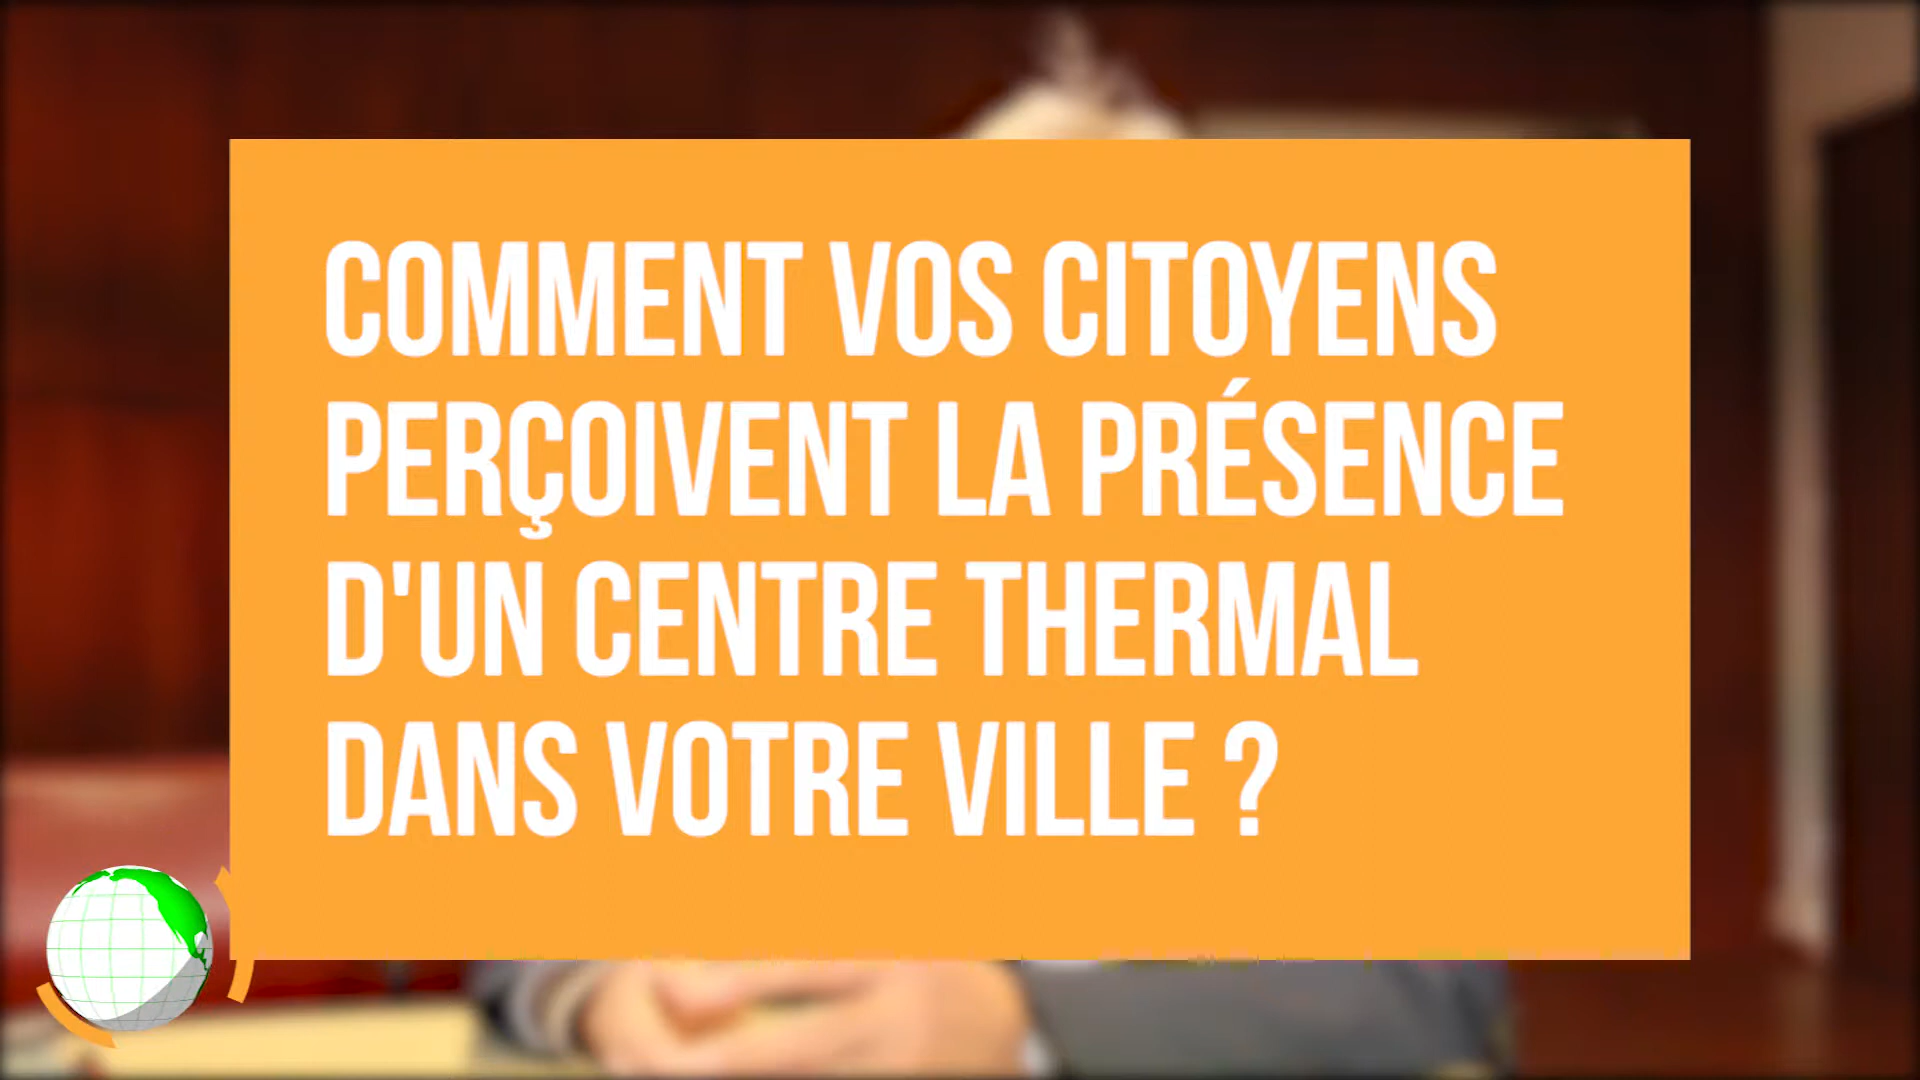 COMMENT VOS CITOYENS
PERÇOIVENT LA PRÉSENCE
D'UN CENTRE THERMAL
DANS VOTRE VILLE ?